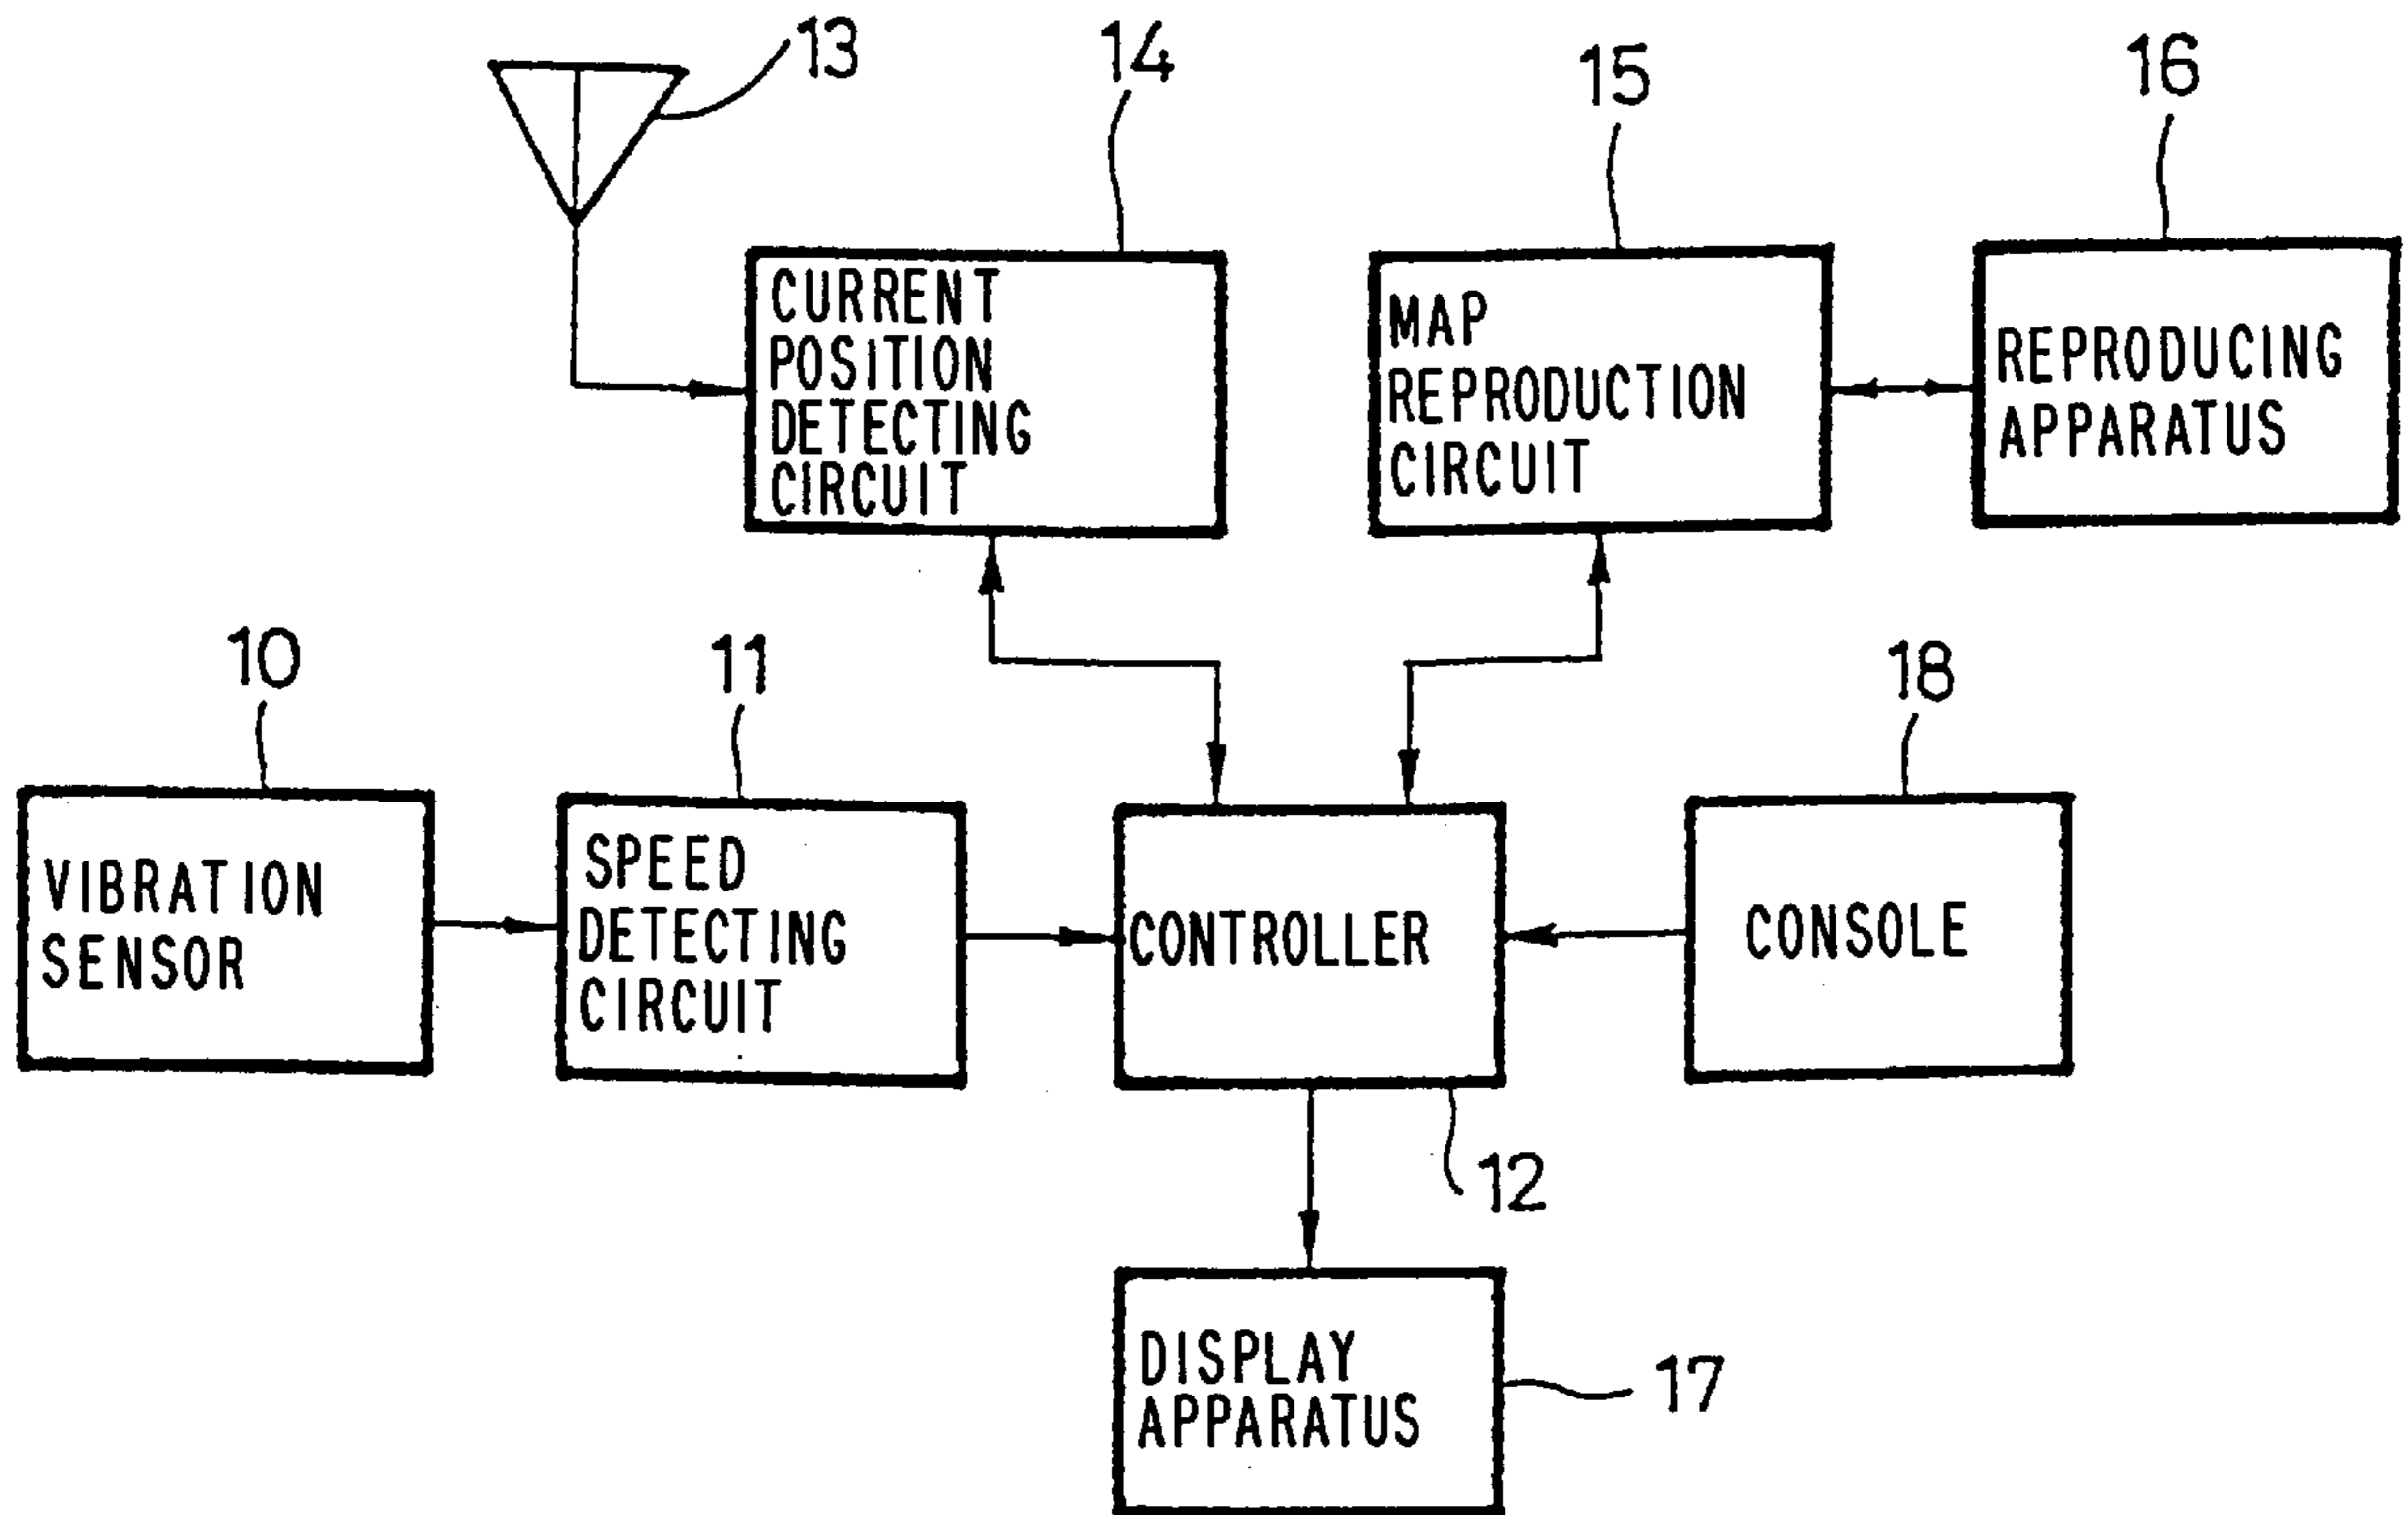 13
14
15
16
CURRENT
POSITION
DETECTING
CIRCUIT
MAP
REPRODUCTION
CIRCUIT
REPRODUCING
APPARATUS
10
11
18
VIBRATION
SENSOR
SPEED
DETECTING
CIRCUIT
CONTROLLER
CONSOLE
12
DISPLAY
APPARATUS
17